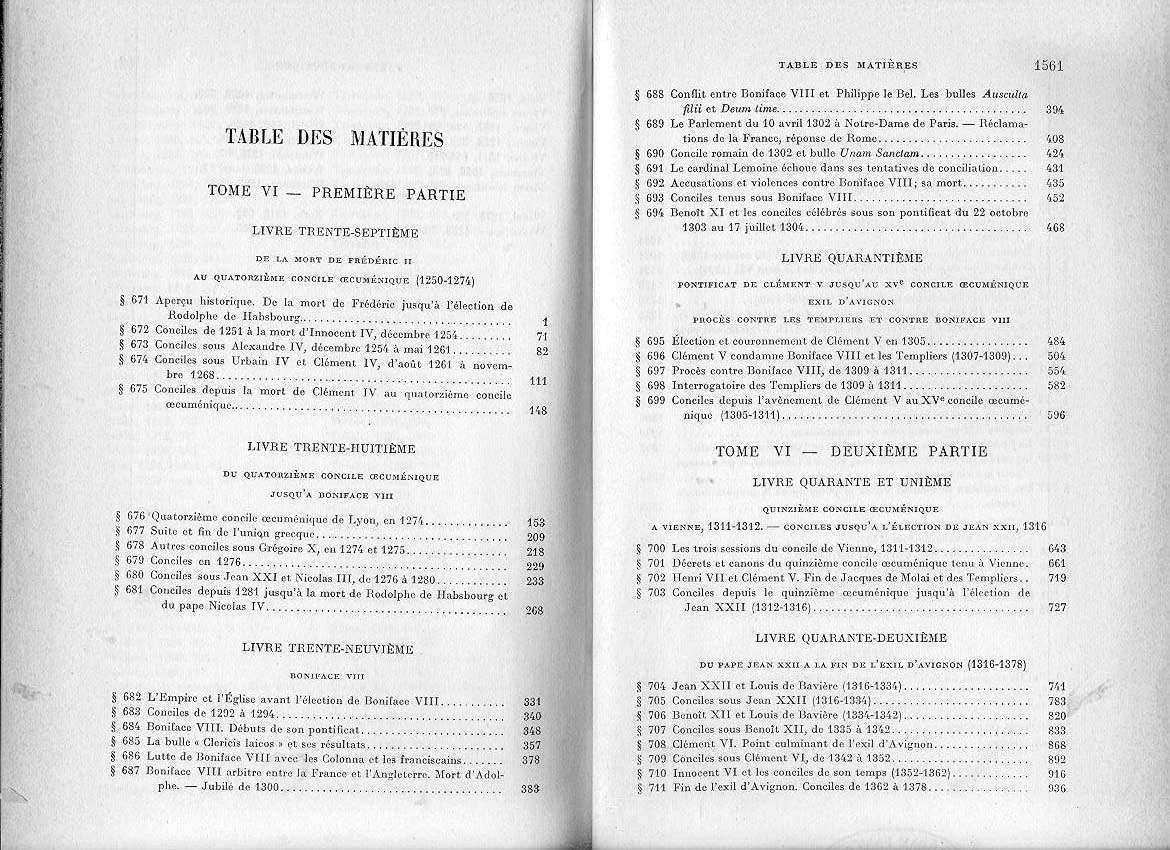 TABLE DES MATIÈRES
TOME VI — PREMIÈRE PARTIE
LIVRE TRENTE-SEPTIÈME
DE LA MORT DE FRÉDÉRIC II
AU QUATORZIÈME CONCILE ŒCUMÉNIQUE (1250-1274)
§ 671 Aperçu historique. De la mort de Frédéric jusqu'à l'élection de
Rodolphe de Habsbourg. 1
§ 672 Conciles de 1251 à la mort d'Innocent IV, décembre 1254 71
§ 673 Conciles sous Alexandre IV, décembre 1254 à mai 1261 82
§ 674 Conciles sous Urbain IV et Clément IV, d'août 1261 à novem-
bre 1268 111
§ 675 Conciles depuis la mort de Clément IV au quatorzième concile
œcuménique. 148
LIVRE TRENTE-HUITIÈME
DU QUATORZIÈME CONCILE ŒCUMÉNIQUE
JUSQU'A BONIFACE VIII
§ 676 Quatorzième concile œcuménique de Lyon, en 1274 153
§ 677 Suite et fin de l'union grecque 209
§ 678 Autres conciles sous Grégoire X, en 1274 et 1275 218
§ 679 Conciles en 1276 229
§ 680 Conciles sous Jean XXI et Nicolas III, de 1276 à 1280 233
§ 681 Conciles depuis 1281 jusqu'à la mort de Rodolphe de Habsbourg et
du pape Nicolas IV 268
LIVRE TRENTE-NEUVIÈME
BONIFACE VIII
§ 682 L'Empire et l'Église avant l'élection de Boniface VIII 331
§ 683 Conciles de 1292 à 1294 340
§ 684 Boniface VIII. Débuts de son pontificat 348
§ 685 La bulle « Clericis laicos » et ses résultats 357
§ 686 Lutte de Boniface VIII avec les Colonna et les franciscains 378
§ 687 Boniface VIII arbitre entre la France et l'Angleterre. Mort d'Adol-
phe. — Jubilé de 1300 383
TABLE DES MATIÈRES 1561
§ 688 Conflit entre Boniface VIII et Philippe le Bel. Les bulles Ausculta
filii et Deum time 394
§ 689 Le Parlement du 10 avril 1302 à Notre-Dame de Paris. — Réclama-
tions de la France, réponse de Rome 408
§ 690 Concile romain de 1302 et bulle Unam Sanctam 424
§ 691 Le cardinal Lemoine échoue dans ses tentatives de conciliation 431
§ 692 Accusations et violences contre Boniface VIII; sa mort 435
§ 693 Conciles tenus sous Boniface VIII 452
§ 694 Benoît XI et les conciles célébrés sous son pontificat du 22 octobre
1303 au 17 juillet 1304 468
LIVRE QUARANTIÈME
PONTIFICAT DE CLÉMENT V JUSQU'AU XVe CONCILE ŒCUMÉNIQUE
EXIL D'AVIGNON
PROCÈS CONTRE LES TEMPLIERS ET CONTRE BONIFACE VIII
§ 695 Élection et couronnement de Clément V en 1305 484
§ 696 Clément V condamne Boniface VIII et les Templiers (1307-1309) 504
§ 697 Procès contre Boniface VIII, de 1309 à 1311 554
§ 698 Interrogatoire des Templiers de 1309 à 1311 582
§ 699 Conciles depuis l'avènement de Clément V au XVe concile œcumé-
nique (1305-1311) 596
TOME VI — DEUXIÈME PARTIE
LIVRE QUARANTE ET UNIÈME
QUINZIÈME CONCILE ŒCUMÉNIQUE
A VIENNE, 1311-1312. — CONCILES JUSQU'A L'ÉLECTION DE JEAN XXII, 1316
§ 700 Les trois sessions du concile de Vienne, 1311-1312 643
§ 701 Décrets et canons du quinzième concile œcuménique tenu à Vienne. 661
§ 702 Henri VII et Clément V. Fin de Jacques de Molai et des Templiers 719
§ 703 Conciles depuis le quinzième œcuménique jusqu'à l'élection de
Jean XXII (1312-1316) 727
LIVRE QUARANTE-DEUXIÈME
DU PAPE JEAN XXII A LA FIN DE L'EXIL D'AVIGNON (1316-1378)
§ 704 Jean XXII et Louis de Bavière (1316-1334) 741
§ 705 Conciles sous Jean XXII (1316-1334) 783
§ 706 Benoît XII et Louis de Bavière (1334-1342) 820
§ 707 Conciles sous Benoît XII, de 1335 à 1342 833
§ 708 Clément VI. Point culminant de l'exil d'Avignon 868
§ 709 Conciles sous Clément VI, de 1342 à 1352 892
§ 710 Innocent VI et les conciles de son temps (1352-1362) 916
§ 711 Fin de l'exil d'Avignon. Conciles de 1362 à 1378 936